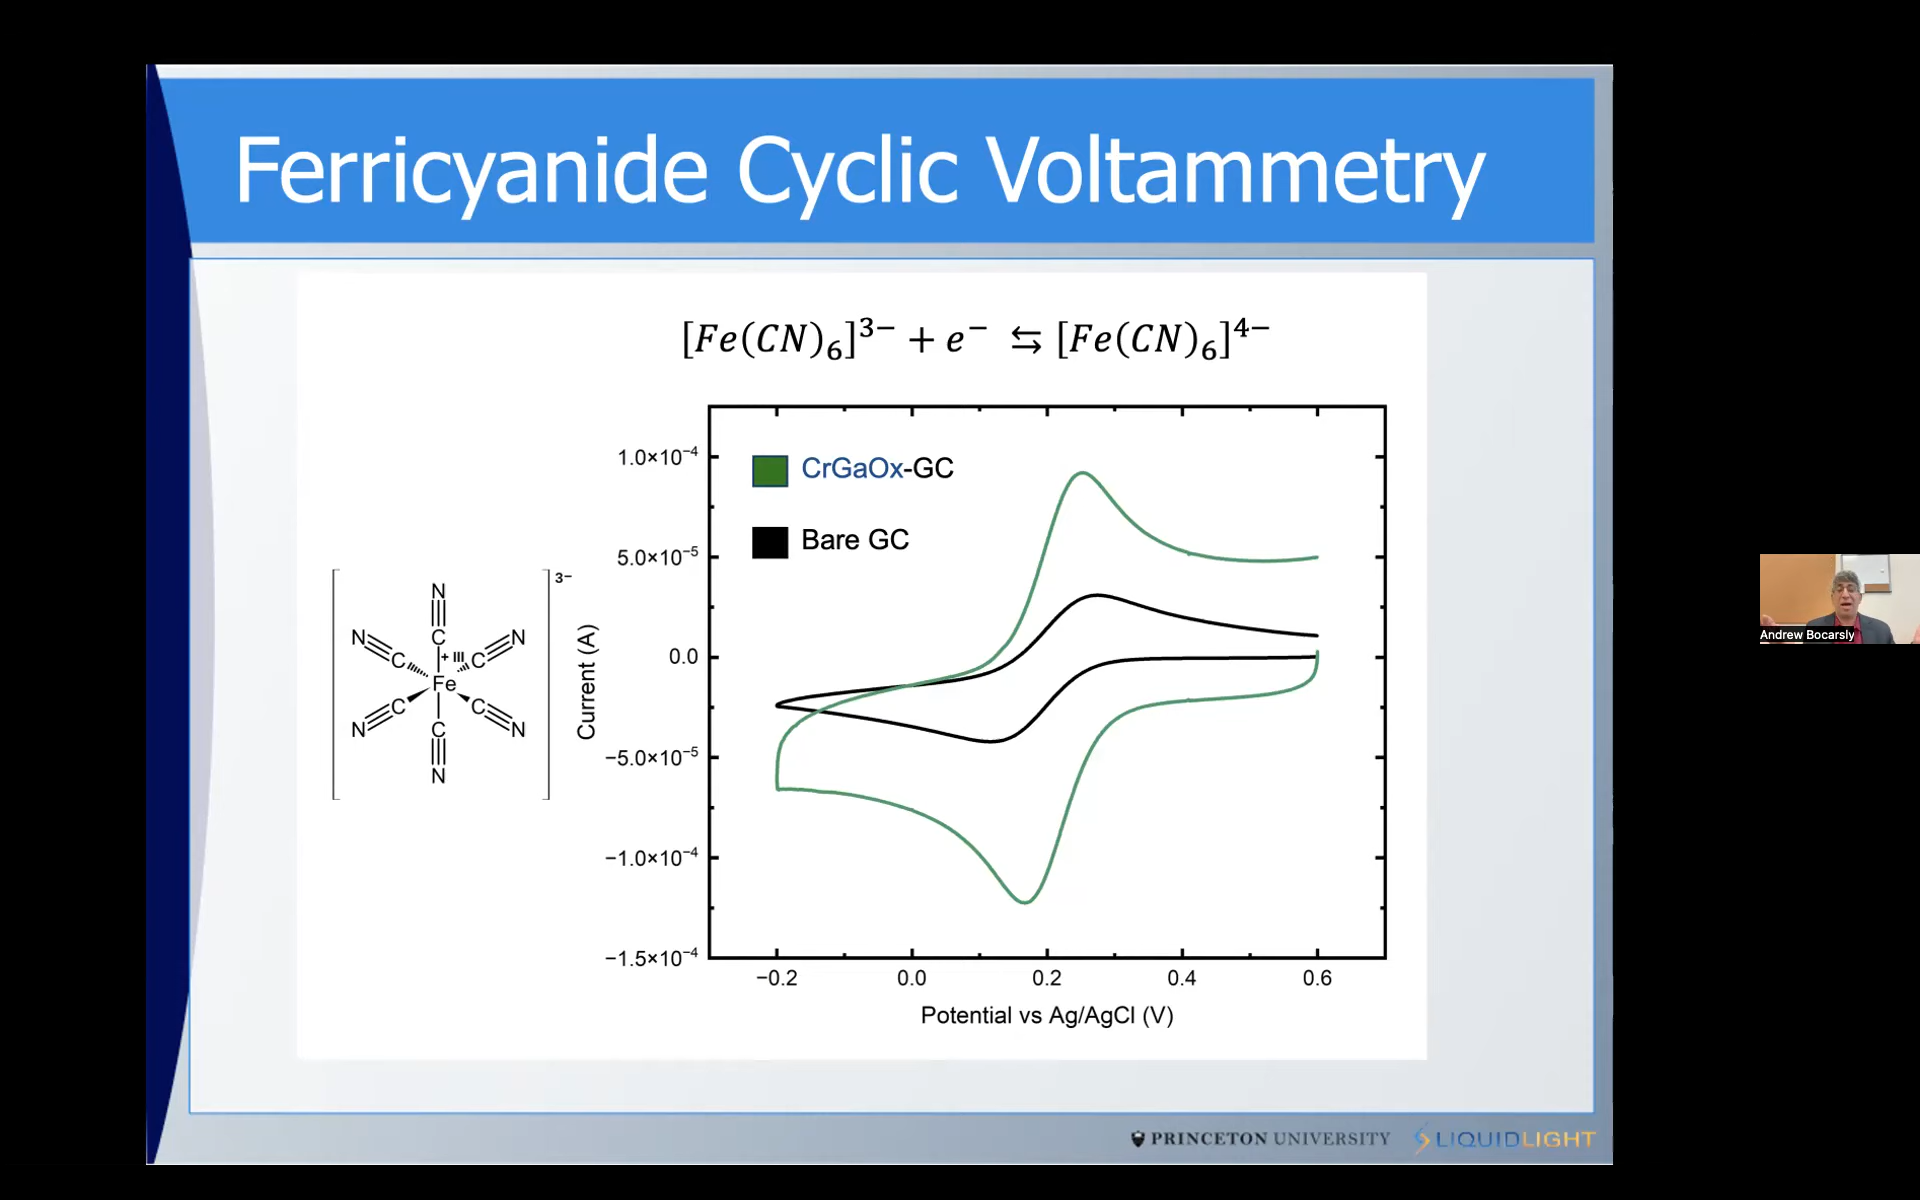 Ferricyanide Cyclic Voltammetry
[Fe(CN)₆]³⁻ + e⁻ ⇆ [Fe(CN)₆]⁴⁻
CrGaOx-GC
Bare GC
1.0×10⁻⁴
5.0×10⁻⁵
0.0
−5.0×10⁻⁵
−1.0×10⁻⁴
−1.5×10⁻⁴
Current (A)
−0.2 0.0 0.2 0.4 0.6
Potential vs Ag/AgCl (V)
3−
N
N C N
C + III C
Fe
C C
N C N
N
Andrew Bocarsly
PRINCETON UNIVERSITY LIQUIDLIGHT